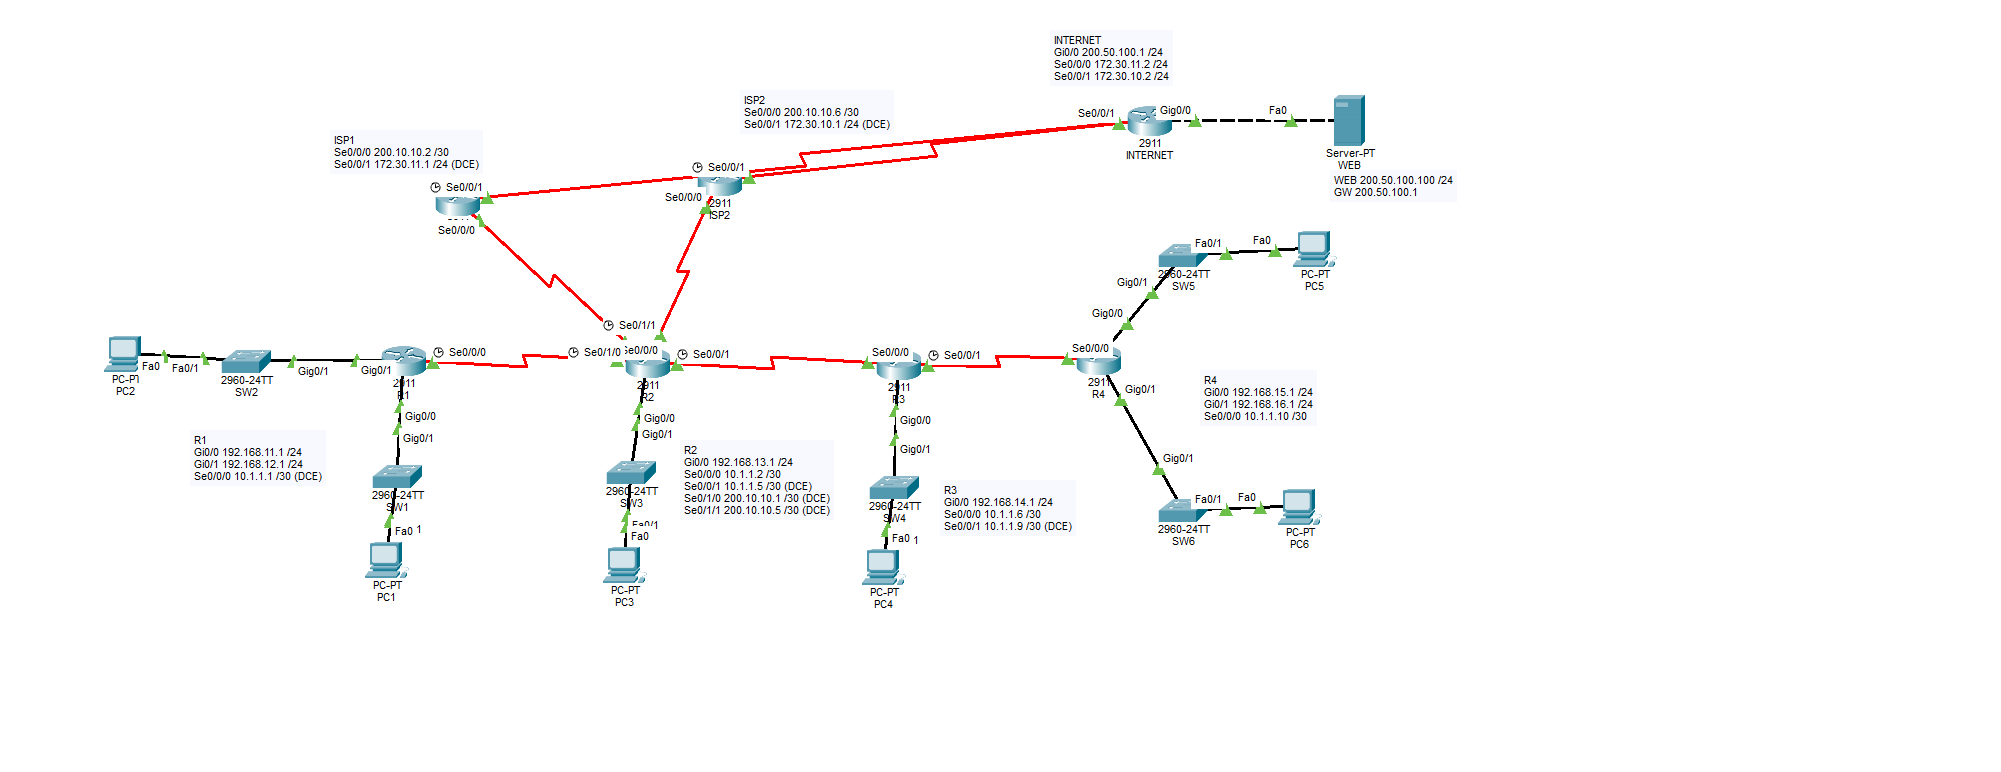 INTERNET
Gi0/0 200.50.100.1 /24
Se0/0/0 172.30.11.2 /24
Se0/0/1 172.30.10.2 /24
ISP2
Se0/0/0 200.10.10.6 /30
Se0/0/1 172.30.10.1 /24 (DCE)
Se0/0/1
Gig0/0
Fa0
2911
INTERNET
Server-PT
WEB
WEB 200.50.100.100 /24
GW 200.50.100.1
ISP1
Se0/0/0 200.10.10.2 /30
Se0/0/1 172.30.11.1 /24 (DCE)
Se0/0/1
Se0/0/0
Se0/0/1
Se0/0/0
2911
ISP2
Fa0/1
Fa0
2960-24TT
SW5
PC-PT
PC5
Gig0/1
Gig0/0
Se0/1/1
Se0/0/0
Se0/1/0
Se0/0/1
2911
R2
Fa0
Fa0/1
PC-PT
PC2
2960-24TT
SW2
Gig0/1
Gig0/1
Se0/0/0
2911
R1
Se0/0/0
Se0/0/1
2911
R3
Se0/0/0
2911
R4
Gig0/1
R4
Gi0/0 192.168.15.1 /24
Gi0/1 192.168.16.1 /24
Se0/0/0 10.1.1.10 /30
R1
Gi0/0 192.168.11.1 /24
Gi0/1 192.168.12.1 /24
Se0/0/0 10.1.1.1 /30 (DCE)
Gig0/0
Gig0/1
2960-24TT
SW1
Fa0
1
PC-PT
PC1
Gig0/0
Gig0/1
2960-24TT
SW3
Fa0/1
Fa0
PC-PT
PC3
R2
Gi0/0 192.168.13.1 /24
Se0/0/0 10.1.1.2 /30
Se0/0/1 10.1.1.5 /30 (DCE)
Se0/1/0 200.10.10.1 /30 (DCE)
Se0/1/1 200.10.10.5 /30 (DCE)
Gig0/0
Gig0/1
2960-24TT
SW4
Fa0
1
PC-PT
PC4
R3
Gi0/0 192.168.14.1 /24
Se0/0/0 10.1.1.6 /30
Se0/0/1 10.1.1.9 /30 (DCE)
Gig0/1
Fa0/1
Fa0
2960-24TT
SW6
PC-PT
PC6